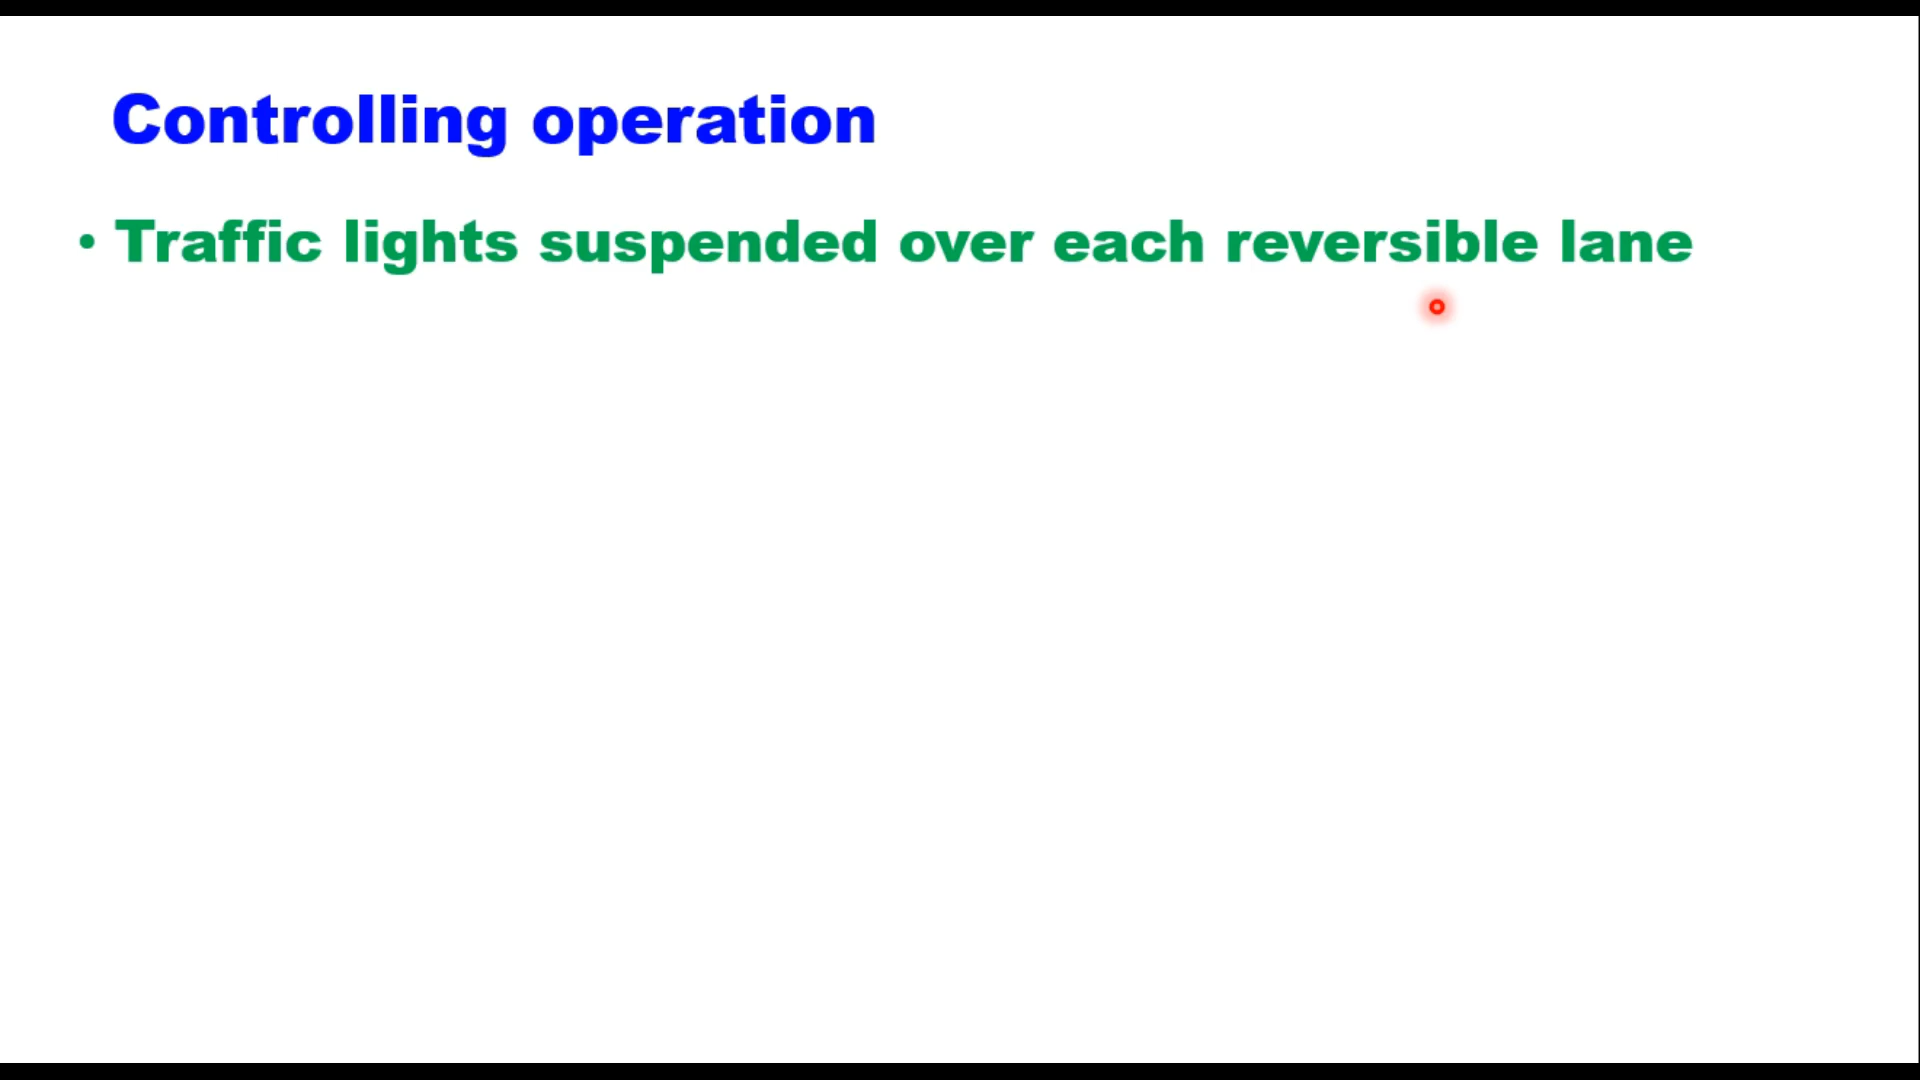 Controlling operation
• Traffic lights suspended over each reversible lane